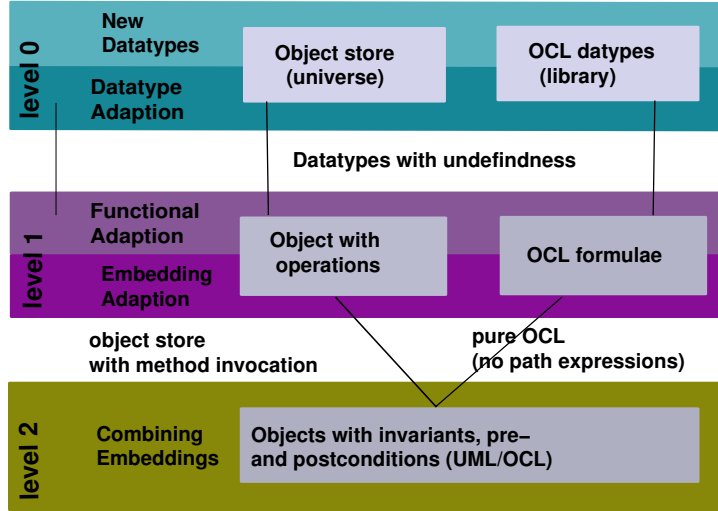 level 0
New
Datatypes
Datatype
Adaption
Object store
(universe)
OCL datypes
(library)
Datatypes with undefindness
level 1
Functional
Adaption
Embedding
Adaption
Object with
operations
OCL formulae
object store
with method invocation
pure OCL
(no path expressions)
level 2
Combining
Embeddings
Objects with invariants, pre−
and postconditions (UML/OCL)